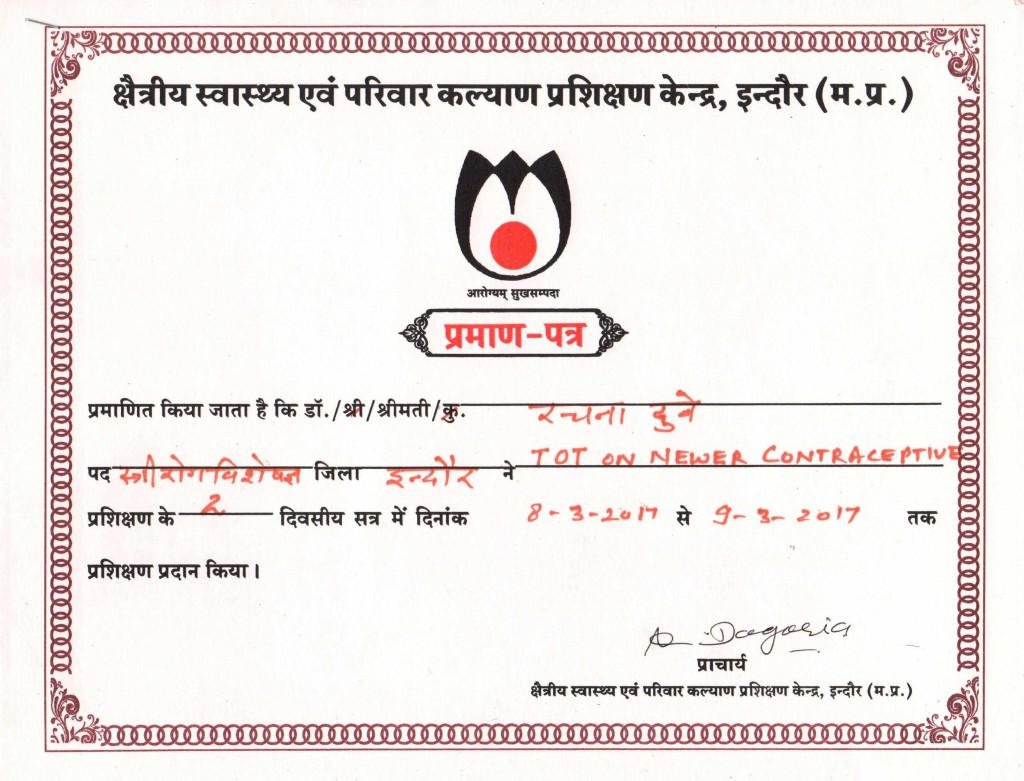 क्षैत्रीय स्वास्थ्य एवं परिवार कल्याण प्रशिक्षण केन्द्र, इन्दौर (म.प्र.)
आरोग्यम् सुखसम्पदा
प्रमाण-पत्र
प्रमाणित किया जाता है कि डॉ./श्री/श्रीमती/कु. रचना दुबे
पद स्त्रीरोग विशेषज्ञ जिला इन्दौर ने TOT ON NEWER CONTRACEPTIVE
प्रशिक्षण के 2 दिवसीय सत्र में दिनांक 8-3-2017 से 9-3-2017 तक
प्रशिक्षण प्रदान किया।
Dagoria
प्राचार्य
क्षैत्रीय स्वास्थ्य एवं परिवार कल्याण प्रशिक्षण केन्द्र, इन्दौर (म.प्र.)